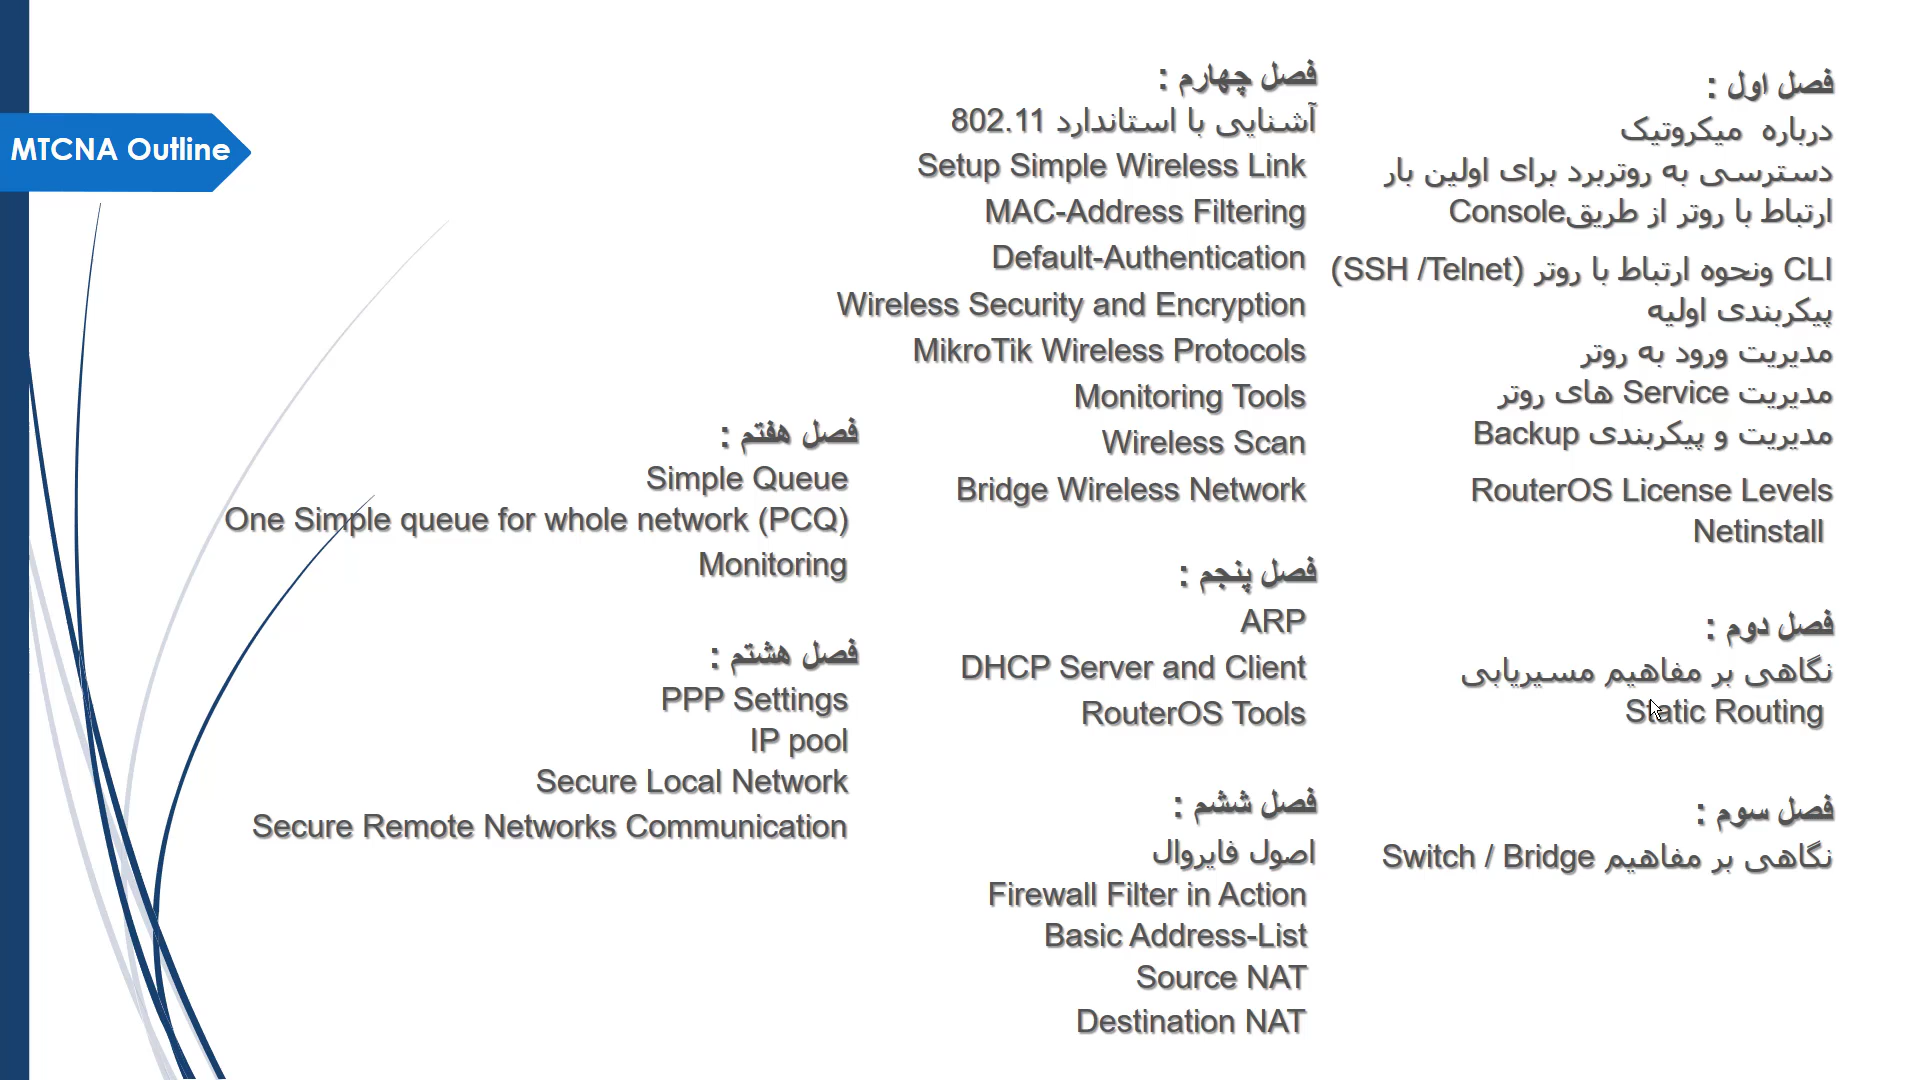 MTCNA Outline
فصل اول :
درباره میکروتیک
دسترسی به روتربرد برای اولین بار
ارتباط با روتر از طریقConsole
CLI ونحوه ارتباط با روتر (SSH /Telnet)
پیکربندی اولیه
مدیریت ورود به روتر
مدیریت Service های روتر
مدیریت و پیکربندی Backup
RouterOS License Levels
Netinstall
فصل دوم :
نگاهی بر مفاهیم مسیریابی
Static Routing
فصل سوم :
نگاهی بر مفاهیم Switch / Bridge
فصل چهارم :
آشنایی با استاندارد 802.11
Setup Simple Wireless Link
MAC-Address Filtering
Default-Authentication
Wireless Security and Encryption
MikroTik Wireless Protocols
Monitoring Tools
Wireless Scan
Bridge Wireless Network
فصل پنجم :
ARP
DHCP Server and Client
RouterOS Tools
فصل ششم :
اصول فایروال
Firewall Filter in Action
Basic Address-List
Source NAT
Destination NAT
فصل هفتم :
Simple Queue
One Simple queue for whole network (PCQ)
Monitoring
فصل هشتم :
PPP Settings
IP pool
Secure Local Network
Secure Remote Networks Communication